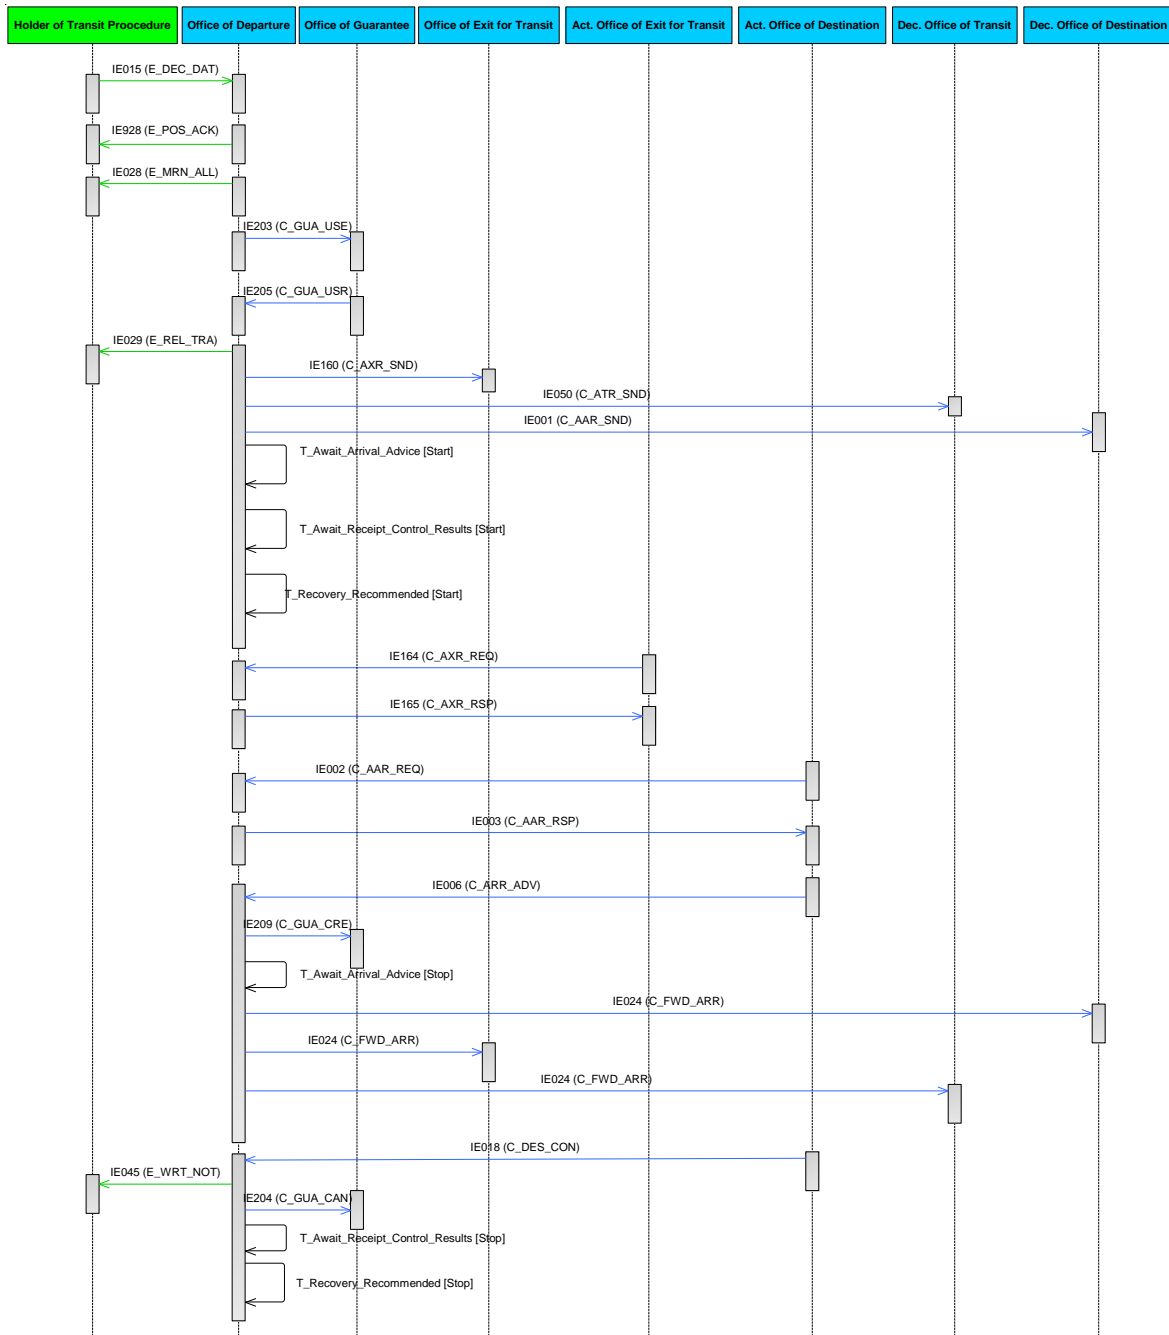 Holder of Transit Proocedure
Office of Departure
Office of Guarantee
Office of Exit for Transit
Act. Office of Exit for Transit
Act. Office of Destination
Dec. Office of Transit
Dec. Office of Destination
IE015 (E_DEC_DAT)
IE928 (E_POS_ACK)
IE028 (E_MRN_ALL)
IE203 (C_GUA_USE)
IE205 (C_GUA_USR)
IE029 (E_REL_TRA)
IE160 (C_AXR_SND)
IE050 (C_ATR_SND)
IE001 (C_AAR_SND)
T_Await_Arrival_Advice [Start]
T_Await_Receipt_Control_Results [Start]
T_Recovery_Recommended [Start]
IE164 (C_AXR_REQ)
IE165 (C_AXR_RSP)
IE002 (C_AAR_REQ)
IE003 (C_AAR_RSP)
IE006 (C_ARR_ADV)
IE209 (C_GUA_CRE)
T_Await_Arrival_Advice [Stop]
IE024 (C_FWD_ARR)
IE024 (C_FWD_ARR)
IE024 (C_FWD_ARR)
IE018 (C_DES_CON)
IE045 (E_WRT_NOT)
IE204 (C_GUA_CAN)
T_Await_Receipt_Control_Results [Stop]
T_Recovery_Recommended [Stop]